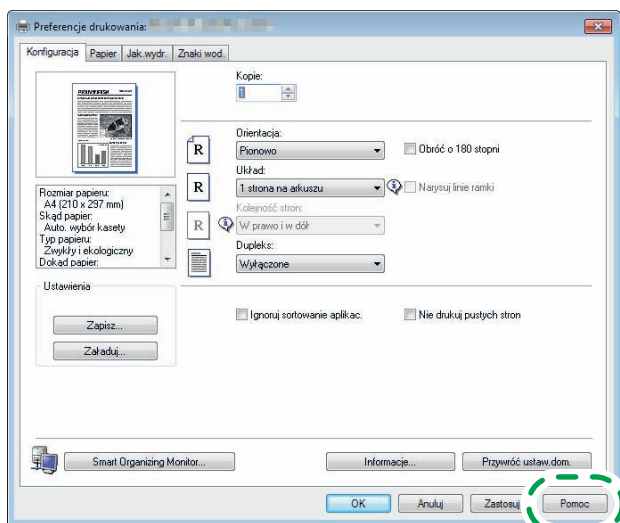 Preferencje drukowania:
Konfiguracja Papier Jak.wydr. Znaki wod.
Kopie:
1
Orientacja:
R
Pionowo
Obróć o 180 stopni
Układ:
R
1 strona na arkuszu
Narysuj linie ramki
Kolejność stron:
R
W prawo i w dół
Dupleks:
Wyłączone
Rozmiar papieru:
A4 (210 x 297 mm)
Skąd papier:
Auto. wybór kasety
Typ papieru:
Zwykły i ekologiczny
Dokąd papier:
Ustawienia
Zapisz...
Załaduj...
Ignoruj sortowanie aplikac.
Nie drukuj pustych stron
Smart Organizing Monitor...
Informacje...
Przywróć ustaw.dom.
OK Anuluj Zastosuj Pomoc